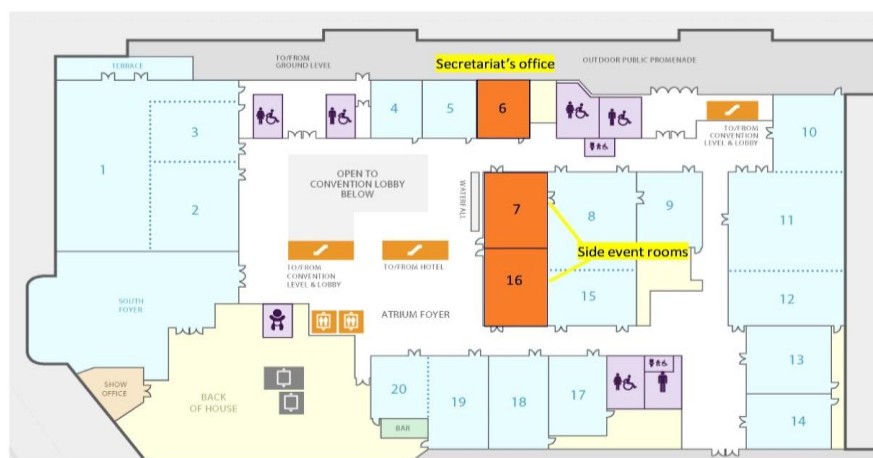 TERRACE
TO/FROM
GROUND LEVEL
Secretariat's office
OUTDOOR PUBLIC PROMENADE
4
5
6
3
1
2
TO/FROM
CONVENTION
LEVEL & LOBBY
10
OPEN TO
CONVENTION LOBBY
BELOW
WATERFALL
7
8
9
11
Side event rooms
TO/FROM
CONVENTION
LEVEL & LOBBY
TO/FROM HOTEL
16
15
12
SOUTH
FOYER
ATRIUM FOYER
SHOW
OFFICE
BACK
OF HOUSE
20
BAR
19
18
17
13
14